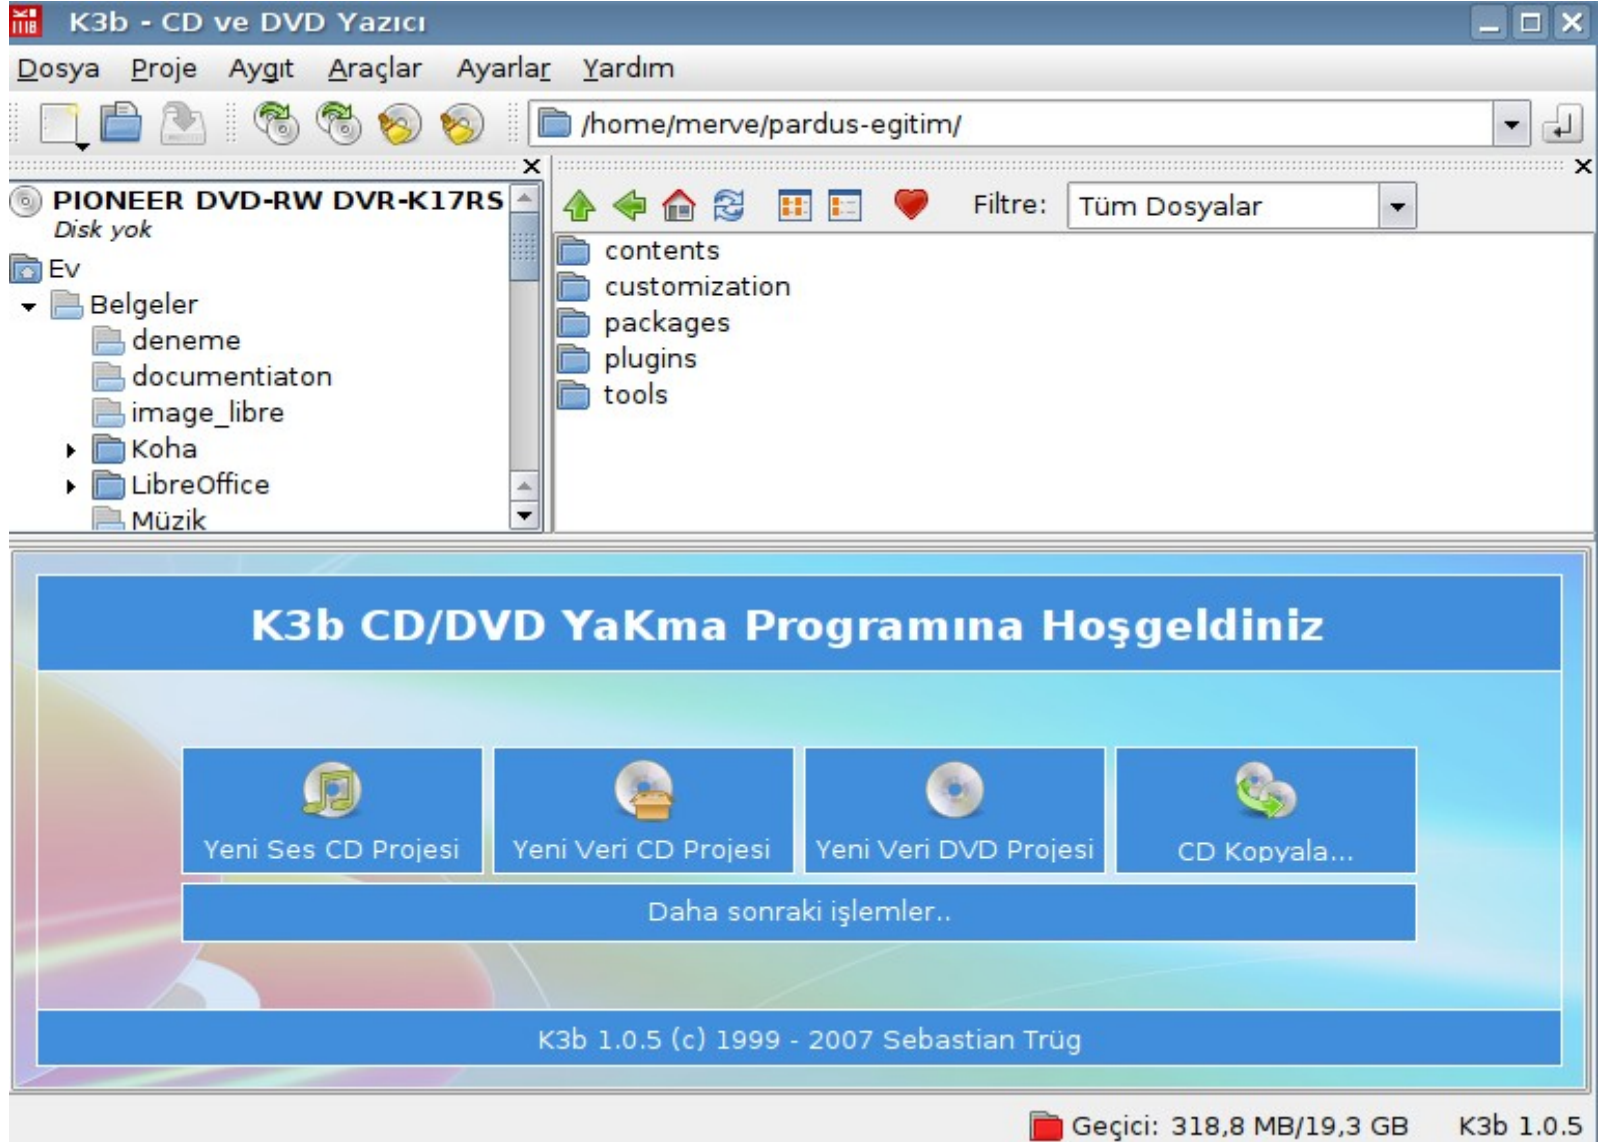 K3b - CD ve DVD Yazıcı
Dosya Proje Aygıt Araçlar Ayarlar Yardım
/home/merve/pardus-egitim/
PIONEER DVD-RW DVR-K17RS
Disk yok
Ev
Belgeler
deneme
documentiaton
image_libre
Koha
LibreOffice
Müzik
Filtre: Tüm Dosyalar
contents
customization
packages
plugins
tools
K3b CD/DVD YaKma Programına Hoşgeldiniz
Yeni Ses CD Projesi
Yeni Veri CD Projesi
Yeni Veri DVD Projesi
CD Kopyala...
Daha sonraki işlemler..
K3b 1.0.5 (c) 1999 - 2007 Sebastian Trüg
Geçici: 318,8 MB/19,3 GB K3b 1.0.5